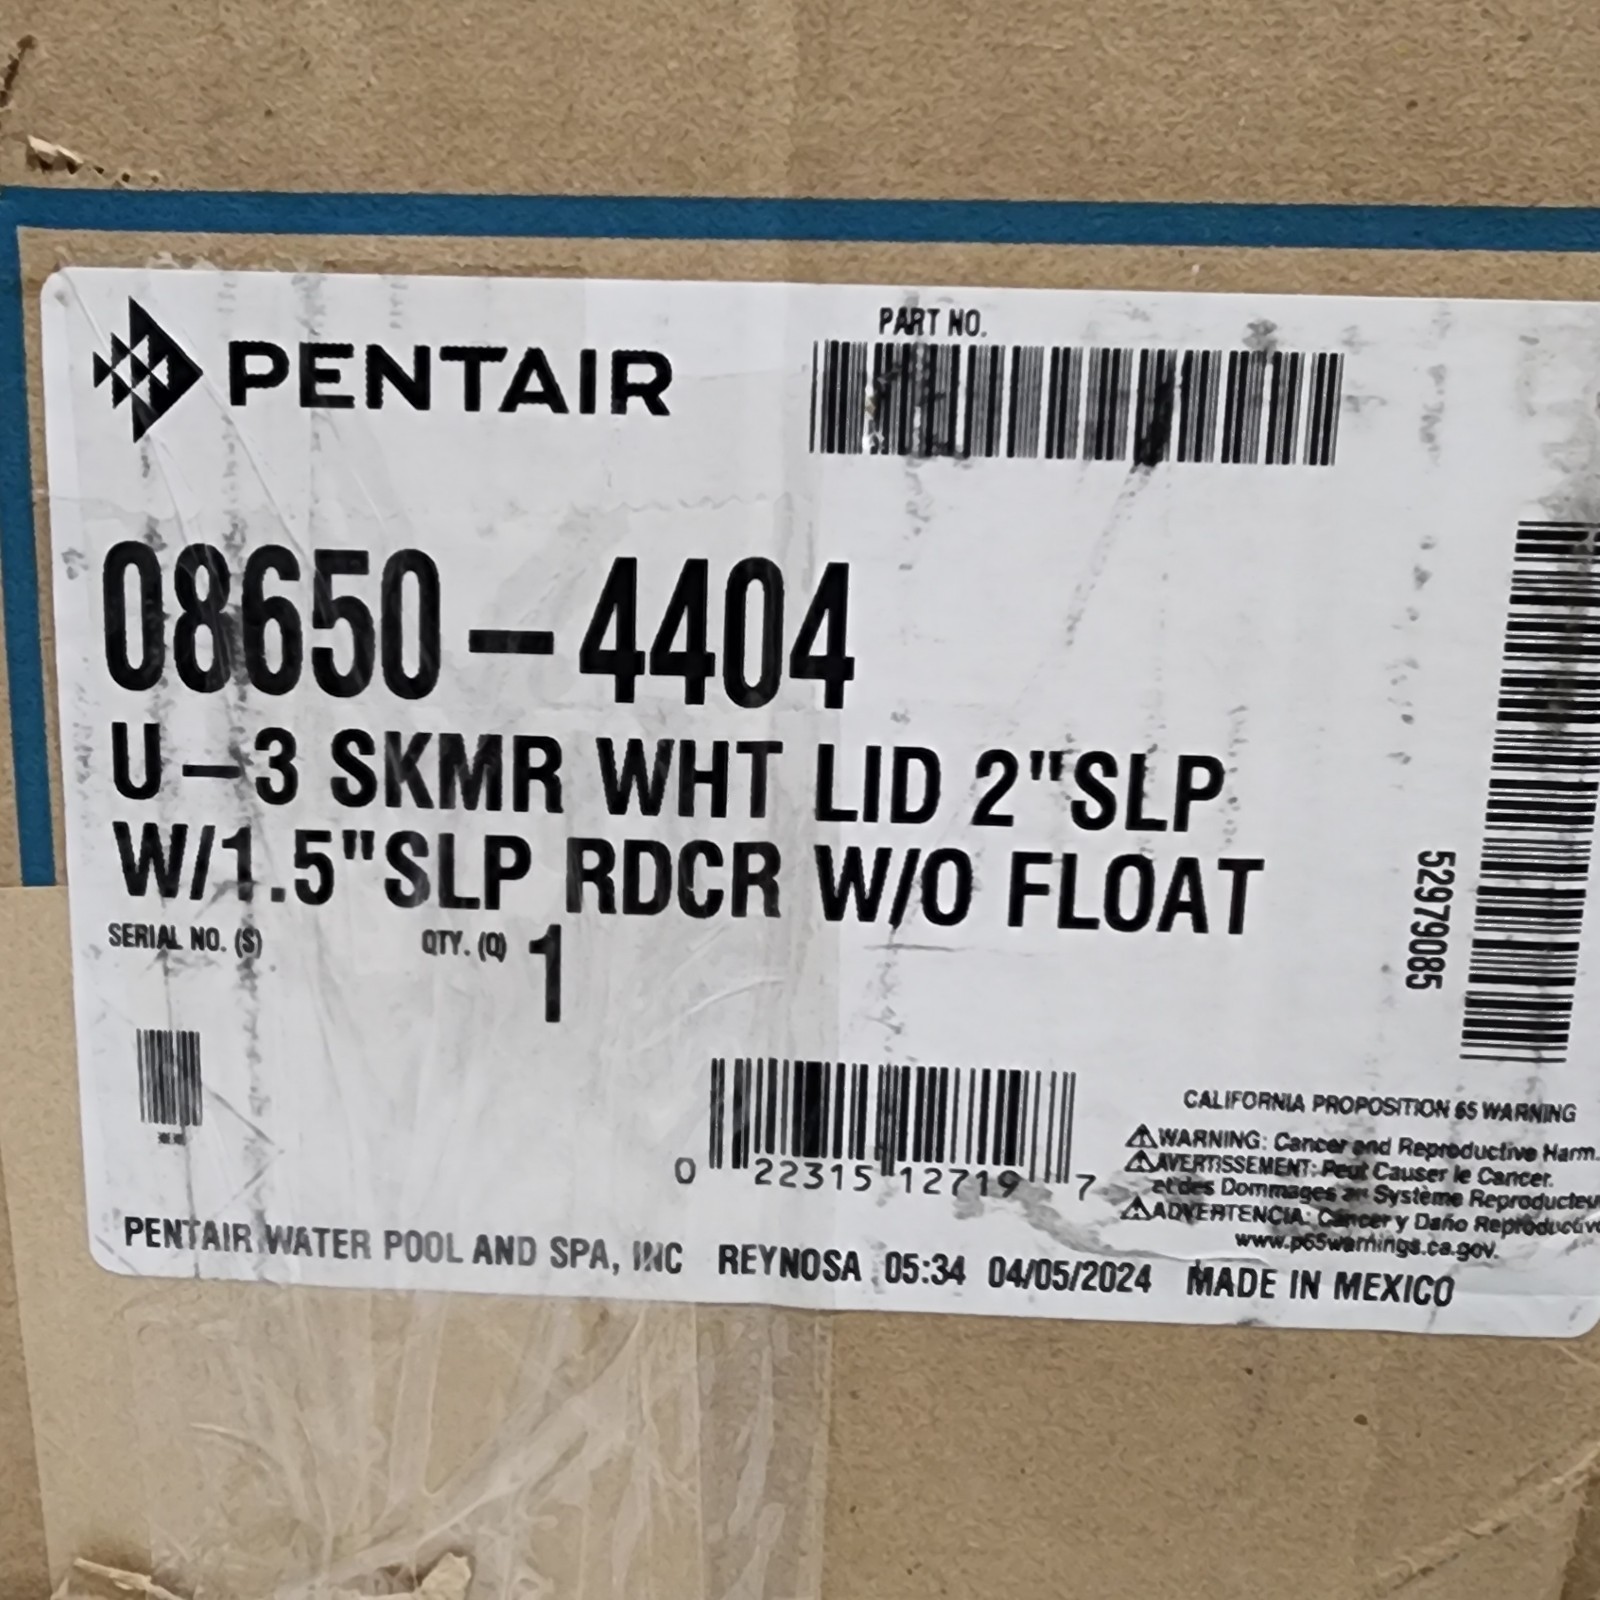 PENTAIR
PART NO.
08650-4404
U-3 SKMR WHT LID 2"SLP
W/1.5"SLP RDCR W/O FLOAT
SERIAL NO. (S)
QTY. (Q) 1
52979085
0 22315 12719 7
CALIFORNIA PROPOSITION 65 WARNING
WARNING: Cancer and Reproductive Harm.
AVERTISSEMENT: Peut Causer le Cancer.
et des Dommages au Système Reproducteu
ADVERTENCIA: Cancer y Daño Reproductivo
www.p65warnings.ca.gov.
PENTAIR WATER POOL AND SPA, INC REYNOSA 05:34 04/05/2024 MADE IN MEXICO